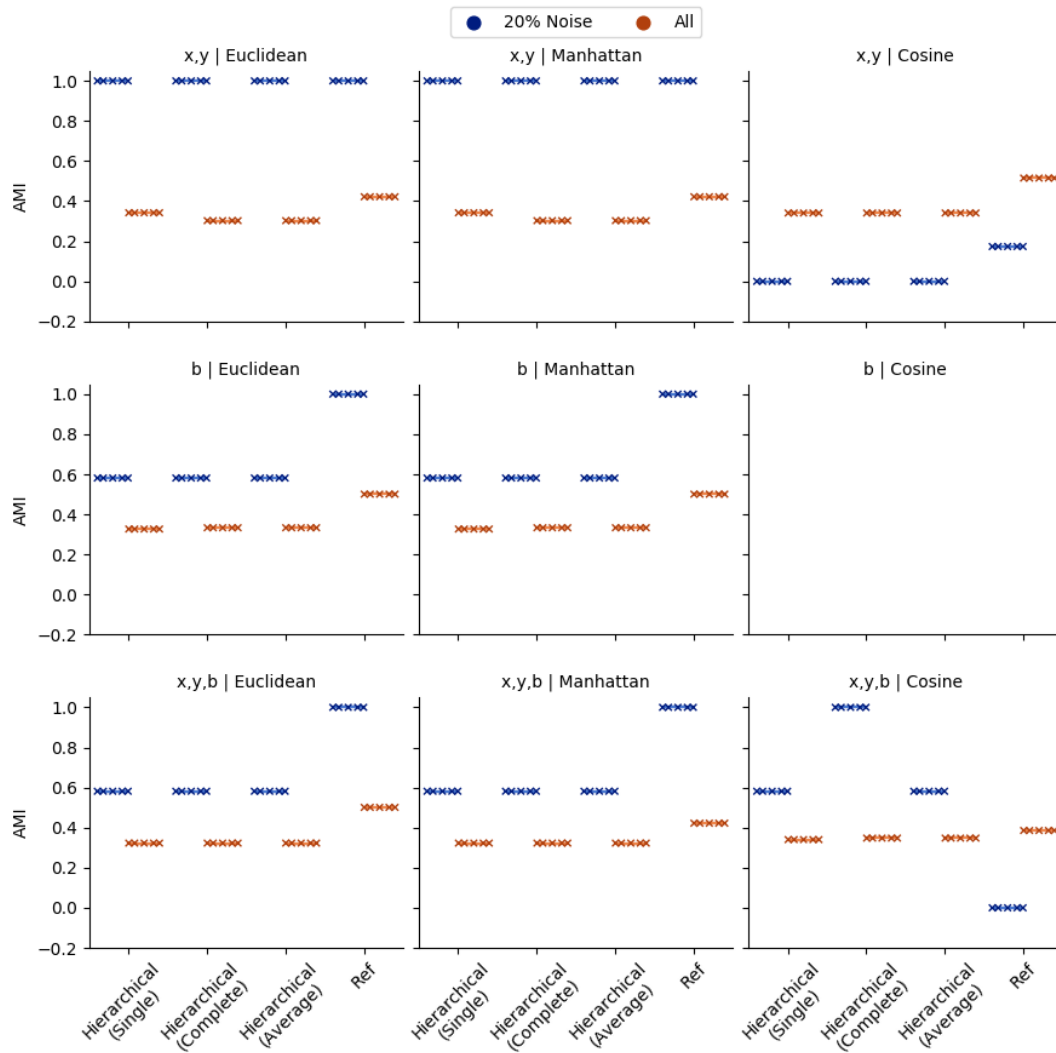 20% Noise All
x,y | Euclidean
x,y | Manhattan
x,y | Cosine
AMI
1.0
0.8
0.6
0.4
0.2
0.0
−0.2
b | Euclidean
b | Manhattan
b | Cosine
AMI
1.0
0.8
0.6
0.4
0.2
0.0
−0.2
x,y,b | Euclidean
x,y,b | Manhattan
x,y,b | Cosine
AMI
1.0
0.8
0.6
0.4
0.2
0.0
−0.2
Hierarchical
(Single)
Hierarchical
(Complete)
Hierarchical
(Average)
Ref
Hierarchical
(Single)
Hierarchical
(Complete)
Hierarchical
(Average)
Ref
Hierarchical
(Single)
Hierarchical
(Complete)
Hierarchical
(Average)
Ref